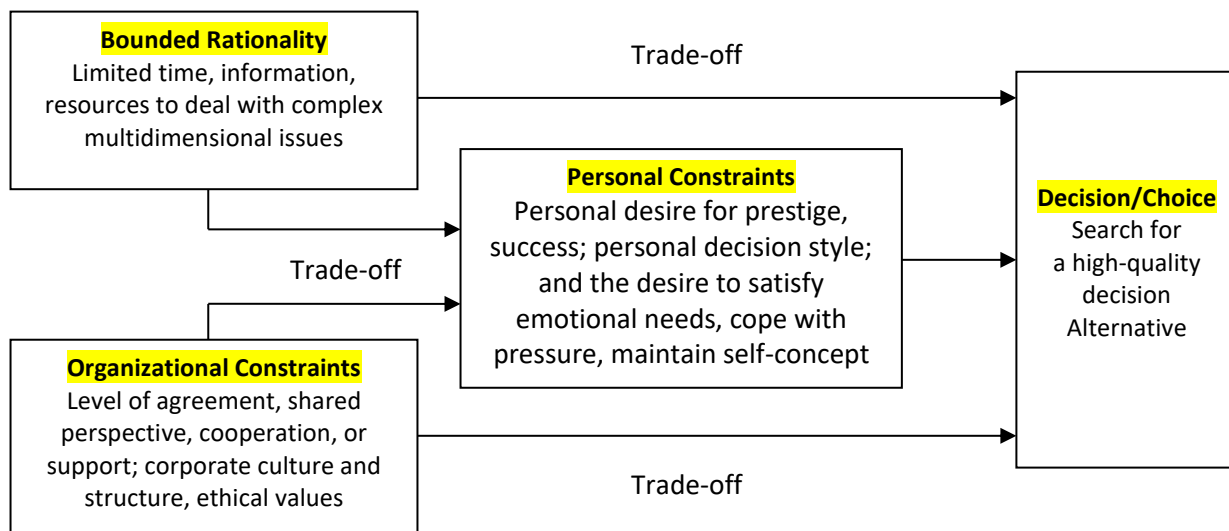 Bounded Rationality
Limited time, information,
resources to deal with complex
multidimensional issues
Trade-off
Personal Constraints
Personal desire for prestige,
success; personal decision style;
and the desire to satisfy
emotional needs, cope with
pressure, maintain self-concept
Decision/Choice
Search for
a high-quality
decision
Alternative
Trade-off
Organizational Constraints
Level of agreement, shared
perspective, cooperation, or
support; corporate culture and
structure, ethical values
Trade-off